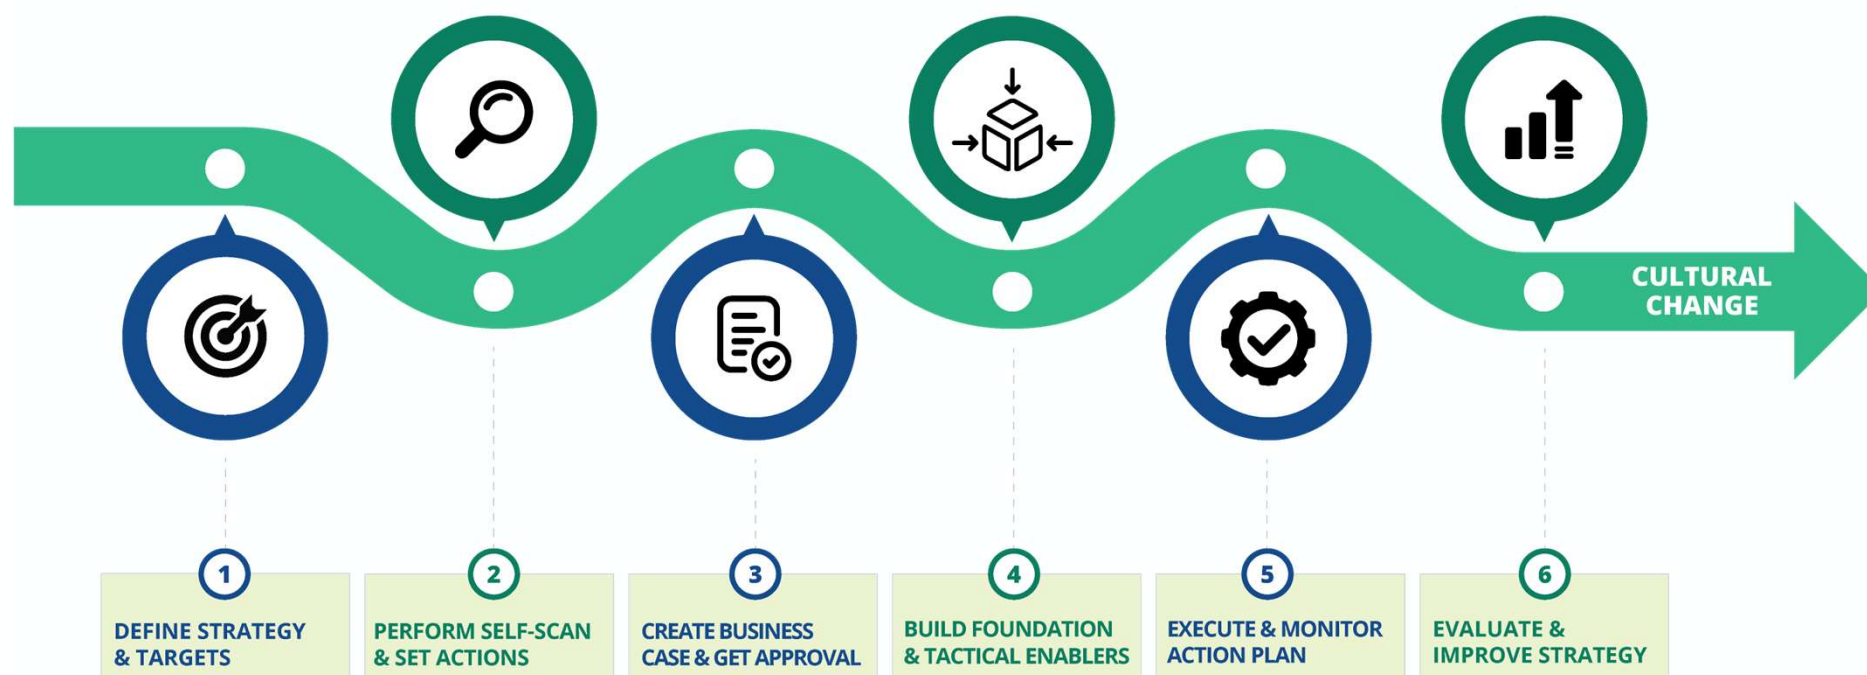 CULTURAL
CHANGE
1
DEFINE STRATEGY
& TARGETS
2
PERFORM SELF-SCAN
& SET ACTIONS
3
CREATE BUSINESS
CASE & GET APPROVAL
4
BUILD FOUNDATION
& TACTICAL ENABLERS
5
EXECUTE & MONITOR
ACTION PLAN
6
EVALUATE &
IMPROVE STRATEGY